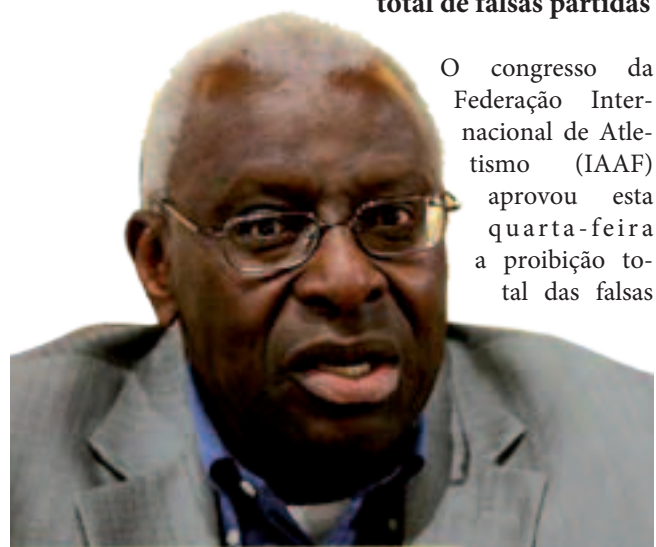 total de falsas partidas
O congresso da
Federação Inter-
nacional de Atle-
tismo (IAAF)
aprovou esta
quarta-feira
a proibição to-
tal das falsas